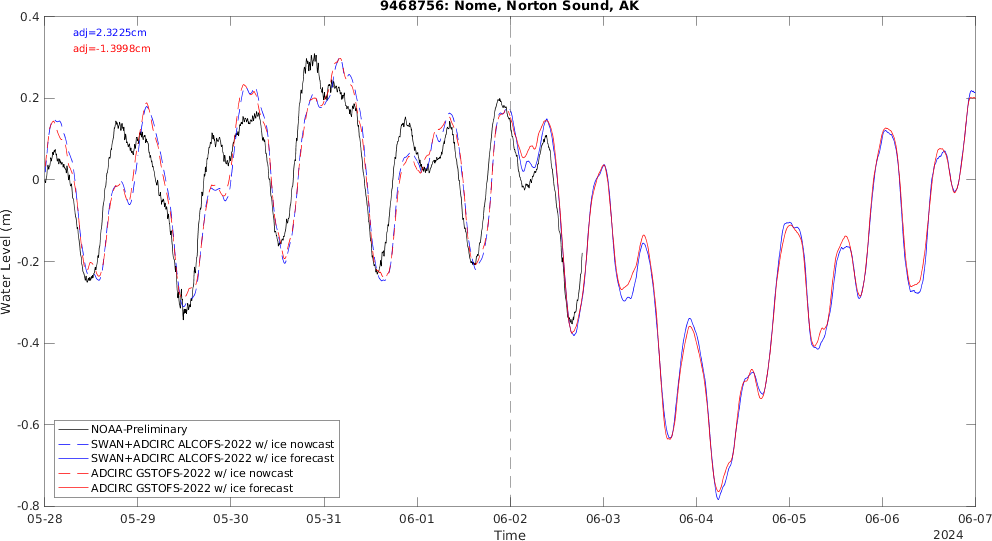 9468756: Nome, Norton Sound, AK
adj=2.3225cm
adj=-1.3998cm
0.4
0.2
0
-0.2
-0.4
-0.6
-0.8
Water Level (m)
NOAA-Preliminary
SWAN+ADCIRC ALCOFS-2022 w/ ice nowcast
SWAN+ADCIRC ALCOFS-2022 w/ ice forecast
ADCIRC GSTOFS-2022 w/ ice nowcast
ADCIRC GSTOFS-2022 w/ ice forecast
05-28 05-29 05-30 05-31 06-01 06-02 06-03 06-04 06-05 06-06 06-07
Time
2024